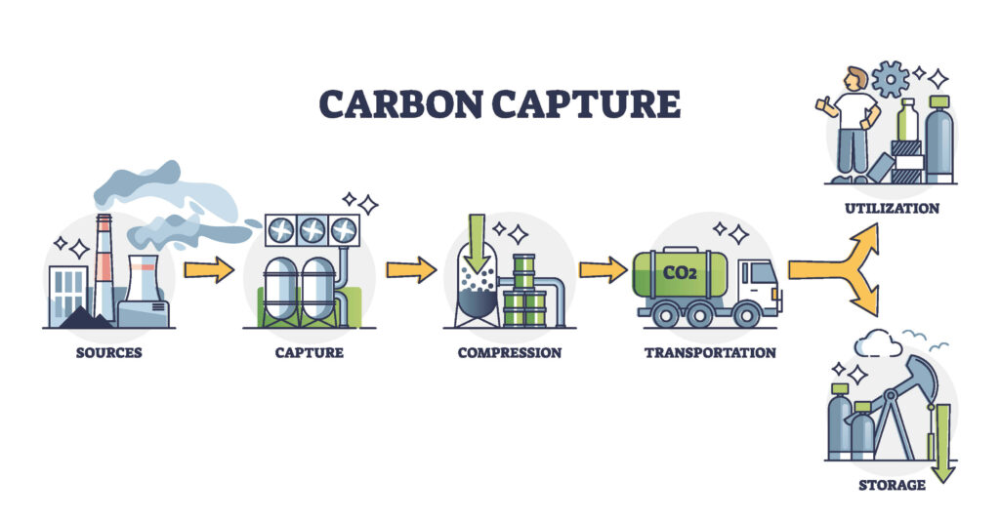 CARBON CAPTURE
SOURCES
CAPTURE
COMPRESSION
CO2
TRANSPORTATION
UTILIZATION
STORAGE